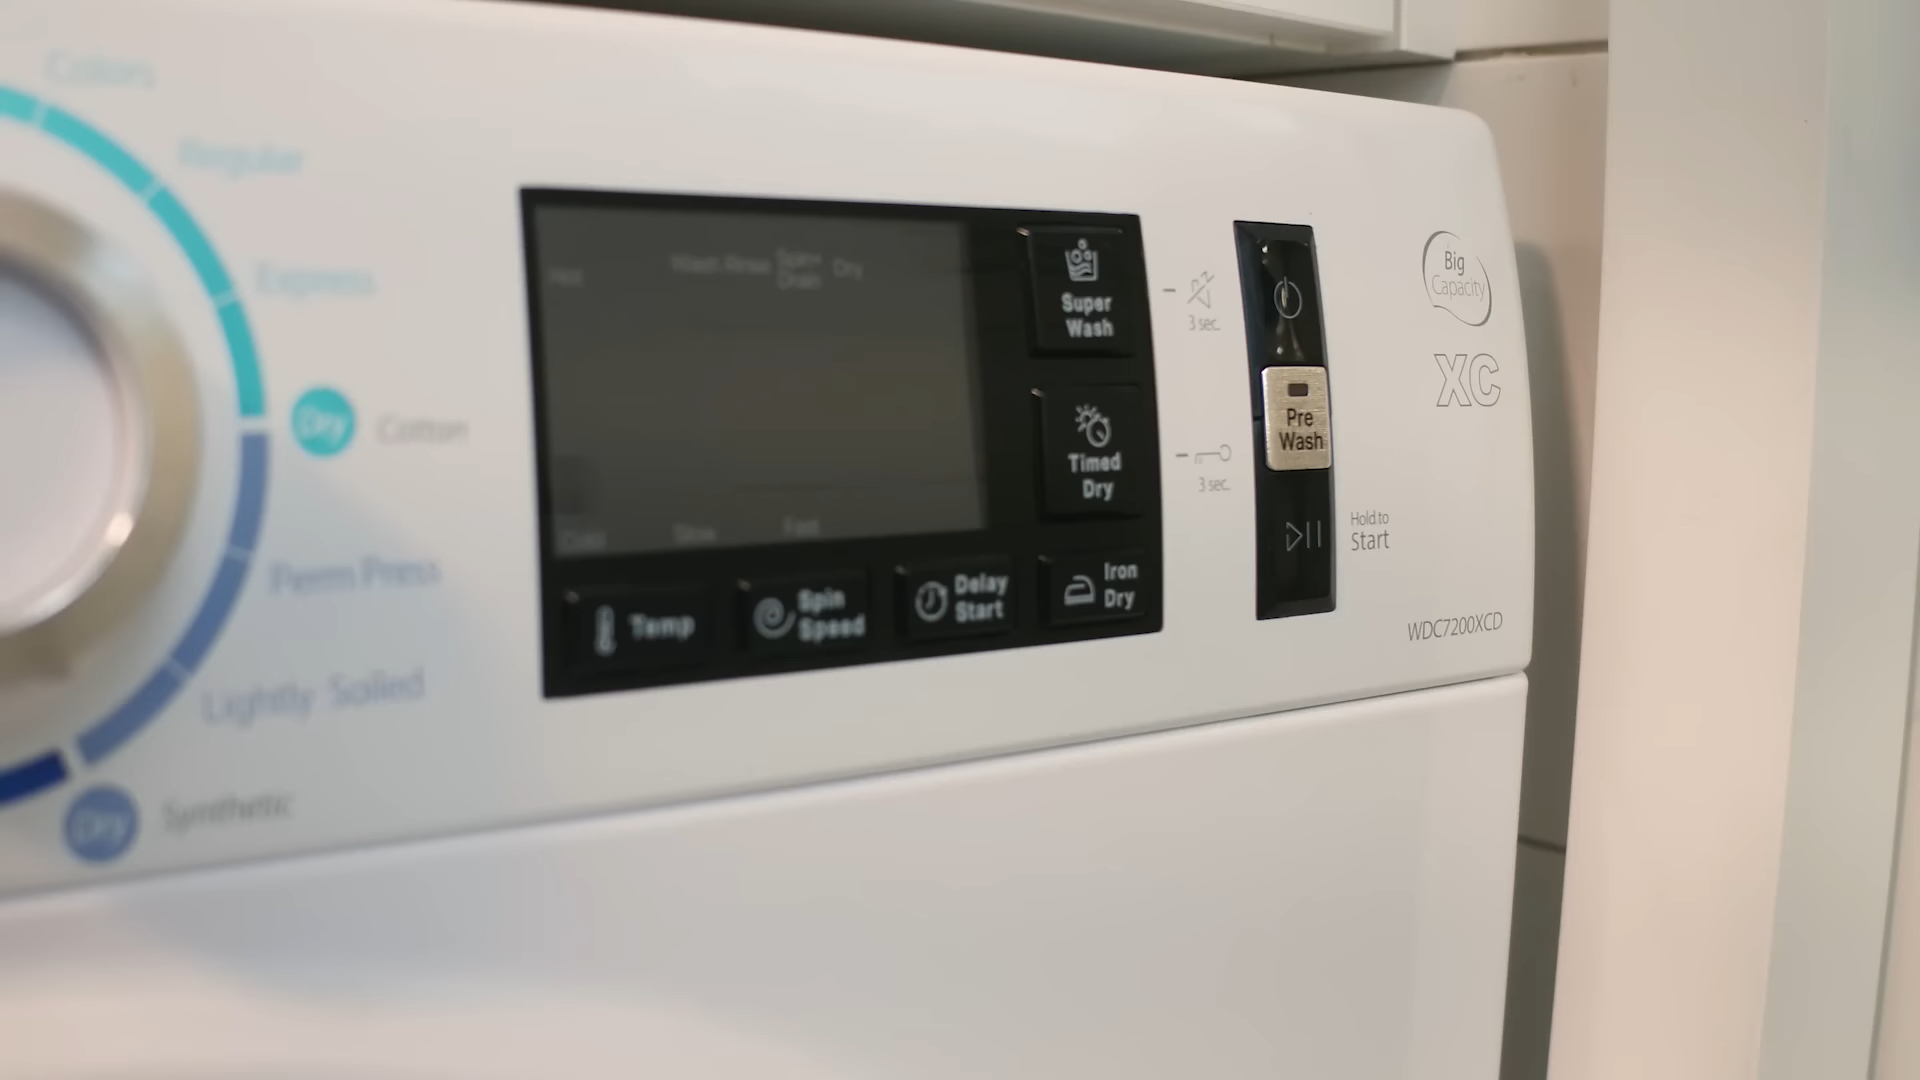 Colors
Regular
Express
Dry Cotton
Perm Press
Lightly Soiled
Dry Synthetic
Hot
Wash Rinse Spin+ Drain Dry
Cold Slow Fast
Super
Wash
Timed
Dry
Temp
Spin
Speed
Delay
Start
Iron
Dry
3 sec.
3 sec.
Pre
Wash
Hold to
Start
Big
Capacity
XC
WDC7200XCD